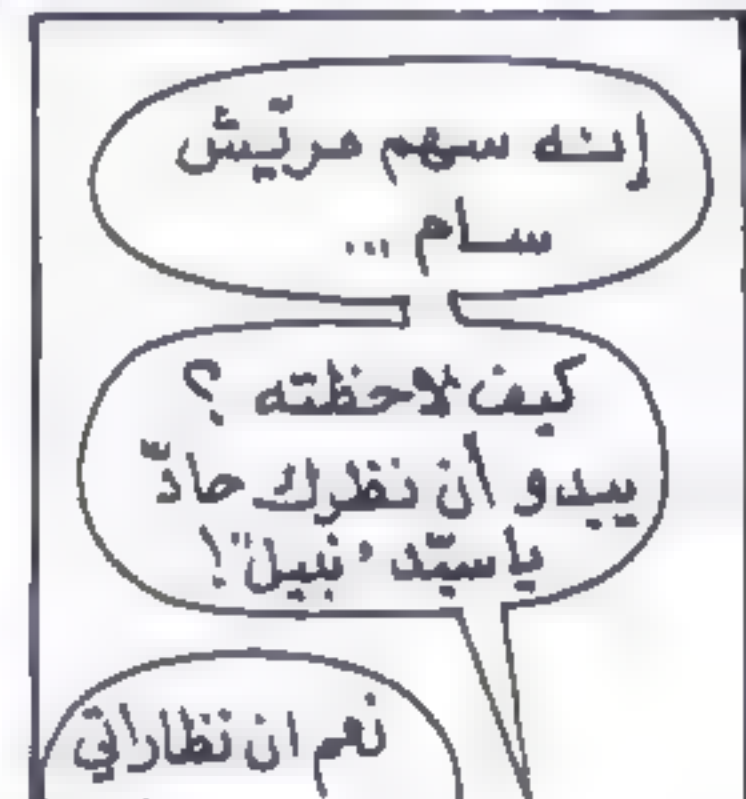 إنه سهم مريّش
سام ...
كيف لاحظته ؟
يبدو أن نظرك حادّ
يا سيّد "نبيل"!
نعم ان نظاراتي